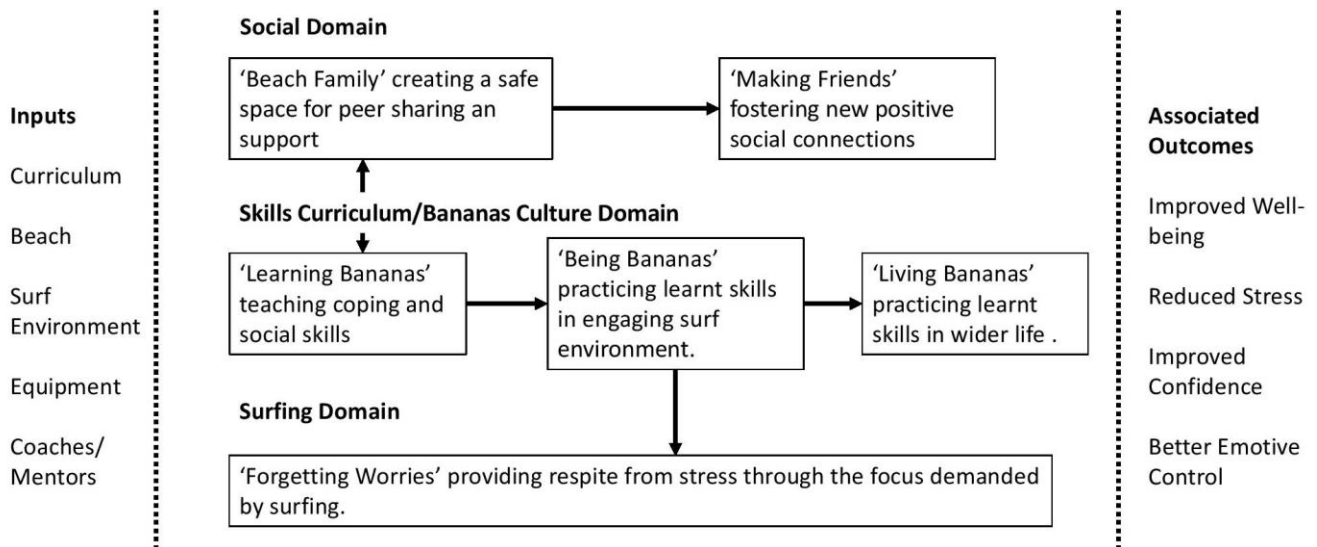 Inputs
Curriculum
Beach
Surf
Environment
Equipment
Coaches/
Mentors
Social Domain
‘Beach Family’ creating a safe
space for peer sharing an
support
‘Making Friends’
fostering new positive
social connections
Skills Curriculum/Bananas Culture Domain
‘Learning Bananas’
teaching coping and
social skills
‘Being Bananas’
practicing learnt skills
in engaging surf
environment.
‘Living Bananas’
practicing learnt
skills in wider life .
Surfing Domain
‘Forgetting Worries’ providing respite from stress through the focus demanded
by surfing.
Associated
Outcomes
Improved Well-
being
Reduced Stress
Improved
Confidence
Better Emotive
Control